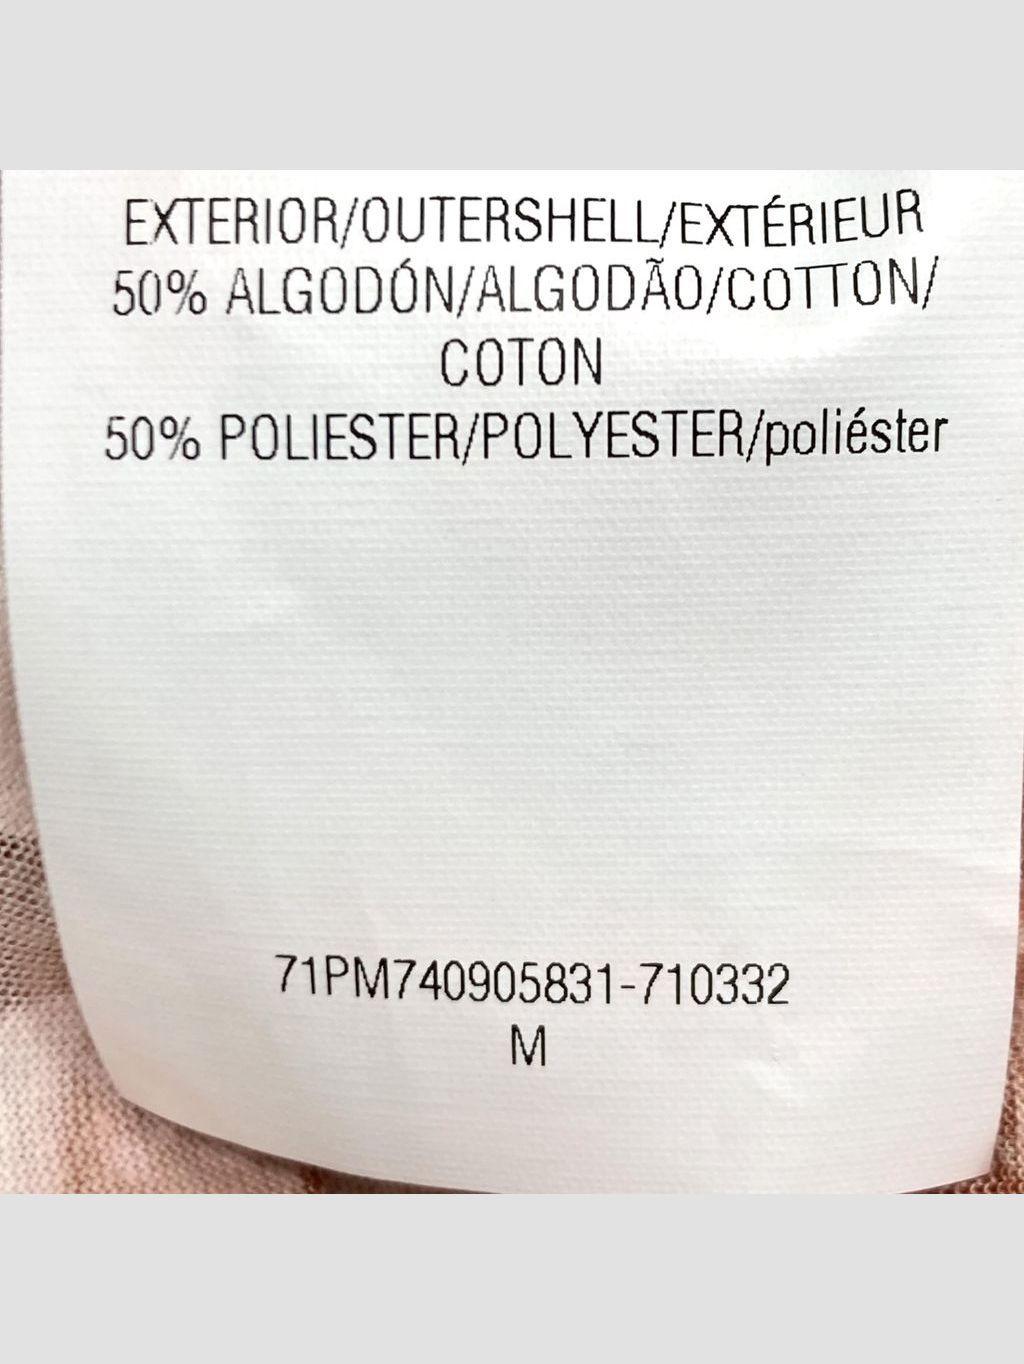 EXTERIOR/OUTERSHELL/EXTÉRIEUR
50% ALGODÓN/ALGODÃO/COTTON/
COTON
50% POLIESTER/POLYESTER/poliéster
71PM740905831-710332
M